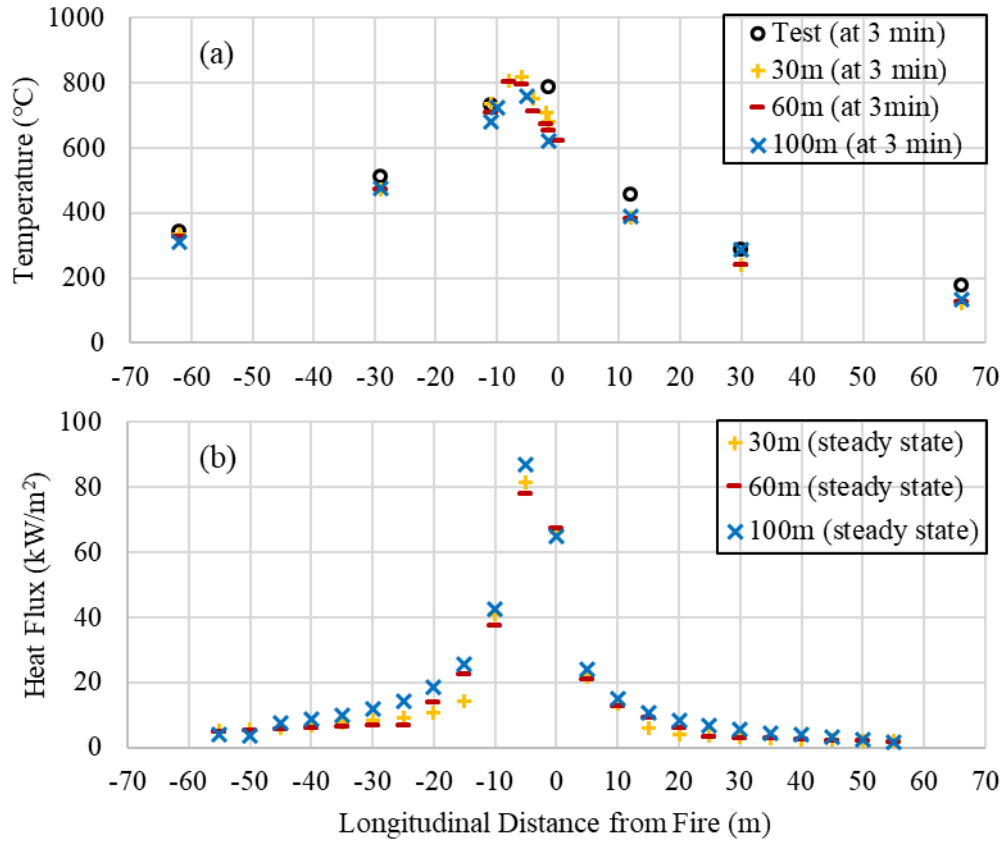 1000
(a)
Test (at 3 min)
30m (at 3 min)
60m (at 3min)
100m (at 3 min)
800
600
400
200
0
Temperature (°C)
-70 -60 -50 -40 -30 -20 -10 0 10 20 30 40 50 60 70
100
(b)
30m (steady state)
60m (steady state)
100m (steady state)
80
60
40
20
0
Heat Flux (kW/m²)
-70 -60 -50 -40 -30 -20 -10 0 10 20 30 40 50 60 70
Longitudinal Distance from Fire (m)